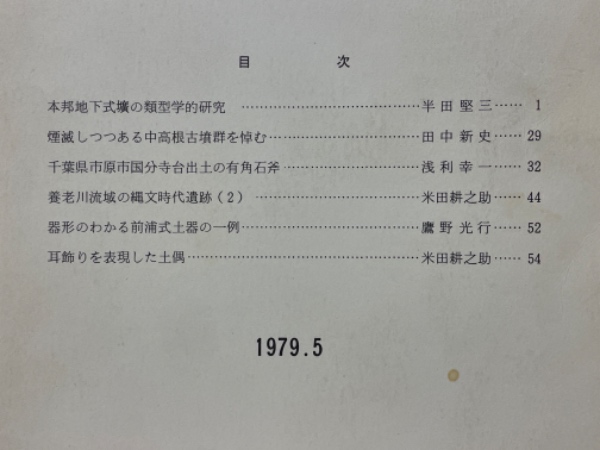 目 次
本邦地下式壙の類型学的研究 …………………………………… 半田堅三 …… 1
煙滅しつつある中高根古墳群を悼む …………………………………… 田中新史 …… 29
千葉県市原市国分寺台出土の有角石斧 …………………………………… 浅利幸一 …… 32
養老川流域の縄文時代遺跡(2) …………………………………… 米田耕之助 …… 44
器形のわかる前浦式土器の一例 …………………………………… 鷹野光行 …… 52
耳飾りを表現した土偶 …………………………………… 米田耕之助 …… 54
1979.5